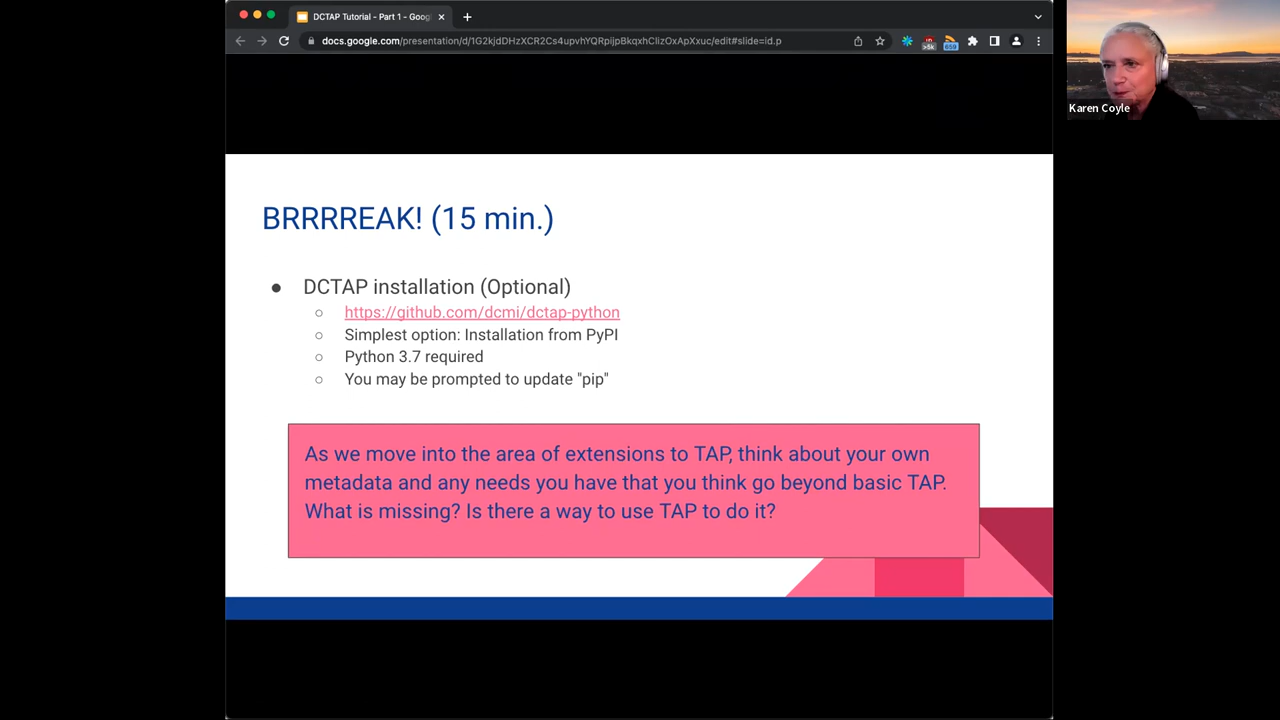 DCTAP Tutorial - Part 1 - Goog
docs.google.com/presentation/d/1G2kjdDHzXCR2Cs4upvhYQRpijpBkqxhClizOxApXxuc/edit#slide=id.p
>5k
659
Karen Coyle
BRRRREAK! (15 min.)
● DCTAP installation (Optional)
○ https://github.com/dcmi/dctap-python
○ Simplest option: Installation from PyPI
○ Python 3.7 required
○ You may be prompted to update "pip"
As we move into the area of extensions to TAP, think about your own
metadata and any needs you have that you think go beyond basic TAP.
What is missing? Is there a way to use TAP to do it?